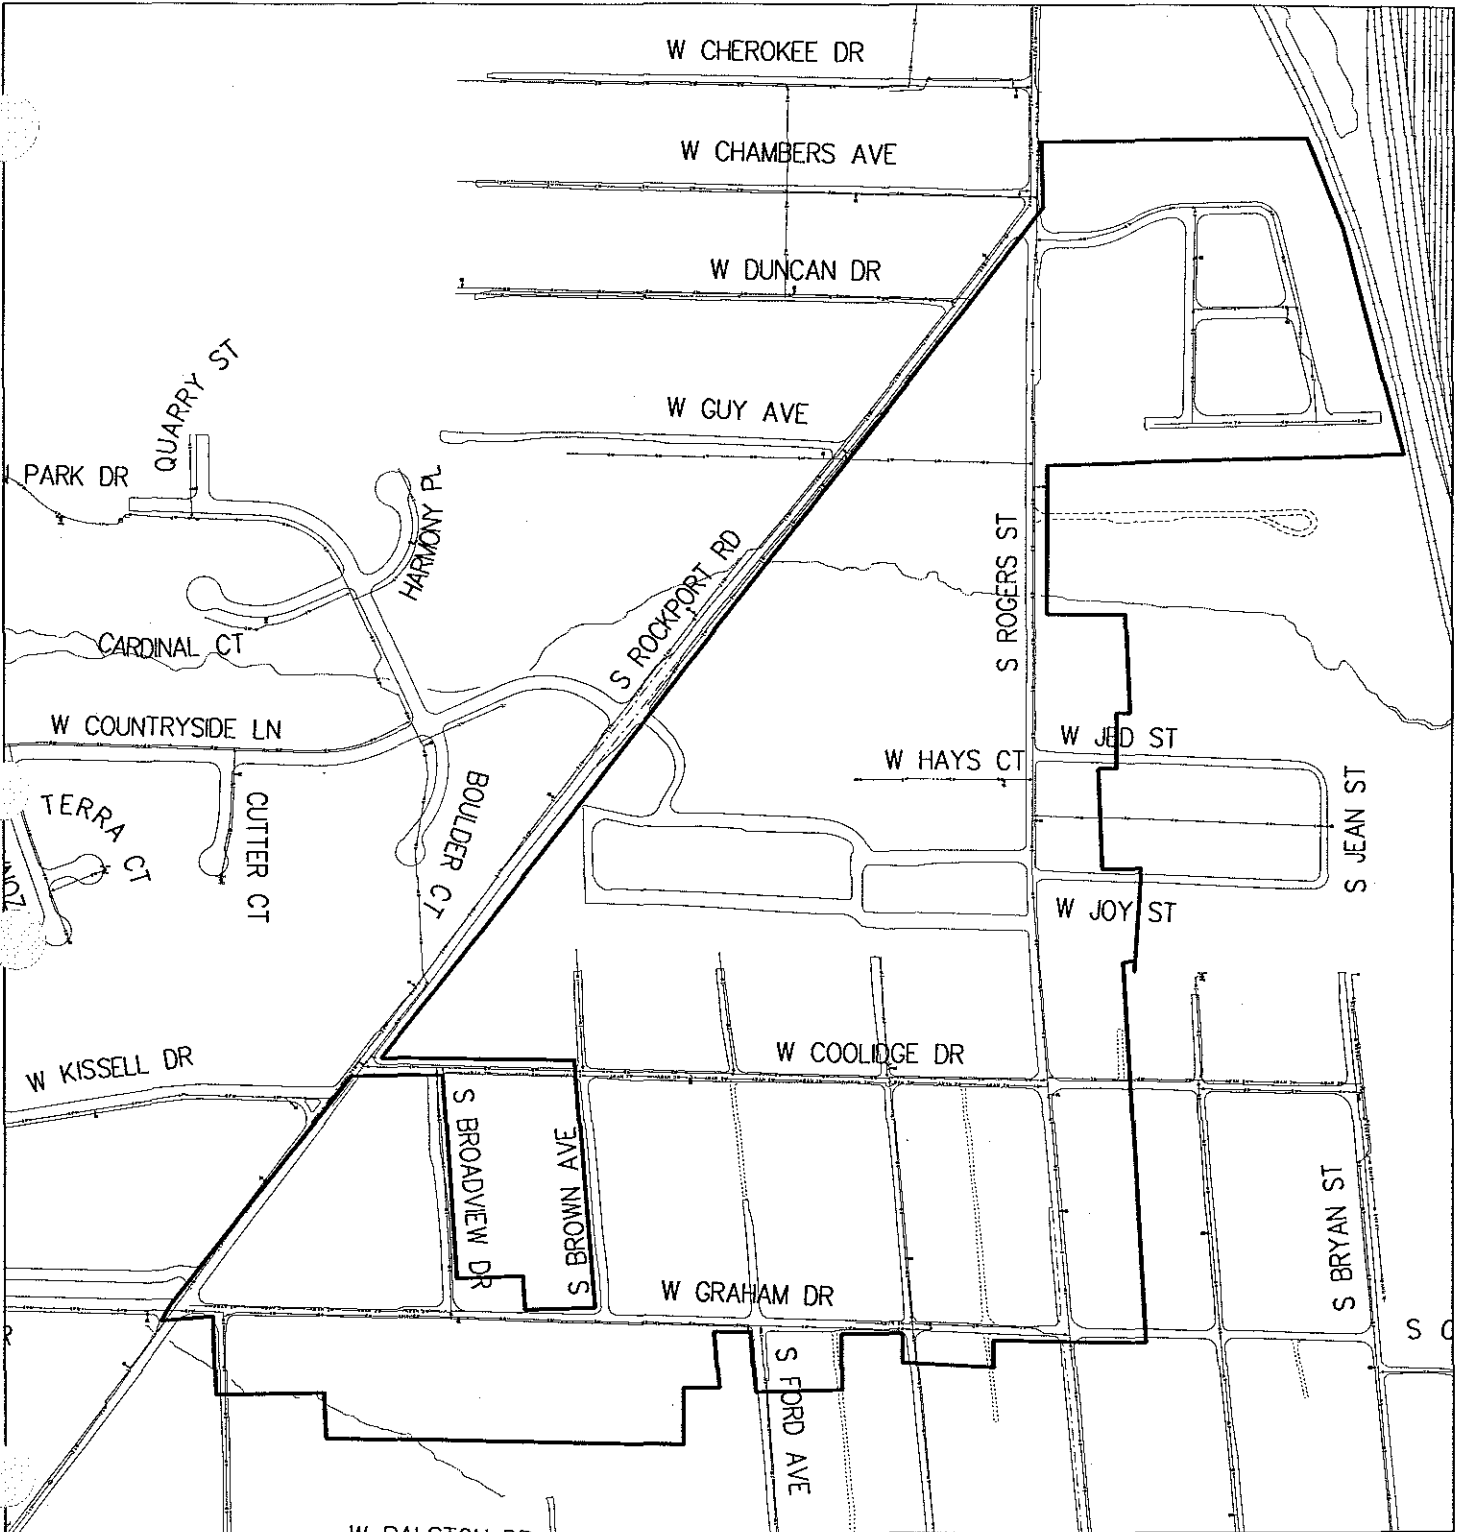 W CHEROKEE DR
W CHAMBERS AVE
W DUNCAN DR
QUARRY ST
W GUY AVE
PARK DR
HARMONY PL
S ROCKPORT RD
S ROGERS ST
CARDINAL CT
W COUNTRYSIDE LN
W JED ST
W HAYS CT
S JEAN ST
TERRA CT
CUTTER CT
BOULDER CT
W JOY ST
W KISSELL DR
W COOLIDGE DR
S BROADVIEW DR
S BROWN AVE
S BRYAN ST
W GRAHAM DR
S FORD AVE